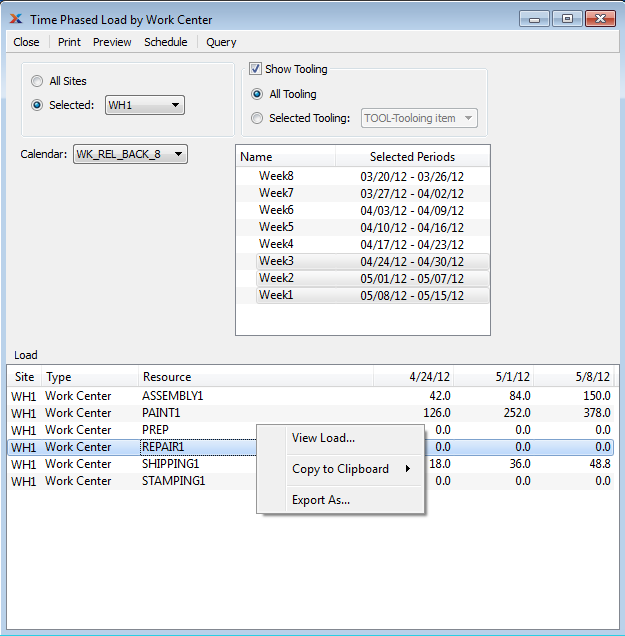 Time Phased Load by Work Center
Close Print Preview Schedule Query
All Sites
Selected: WH1
Show Tooling
All Tooling
Selected Tooling: TOOL-Tooloing item
Calendar: WK_REL_BACK_8
Name Selected Periods
Week8 03/20/12 - 03/26/12
Week7 03/27/12 - 04/02/12
Week6 04/03/12 - 04/09/12
Week5 04/10/12 - 04/16/12
Week4 04/17/12 - 04/23/12
Week3 04/24/12 - 04/30/12
Week2 05/01/12 - 05/07/12
Week1 05/08/12 - 05/15/12
Load
Site Type Resource 4/24/12 5/1/12 5/8/12
WH1 Work Center ASSEMBLY1 42.0 84.0 150.0
WH1 Work Center PAINT1 126.0 252.0 378.0
WH1 Work Center PREP 0.0 0.0 0.0
WH1 Work Center REPAIR1 0.0 0.0 0.0
WH1 Work Center SHIPPING1 18.0 36.0 48.8
WH1 Work Center STAMPING1 0.0 0.0 0.0
View Load...
Copy to Clipboard
Export As...